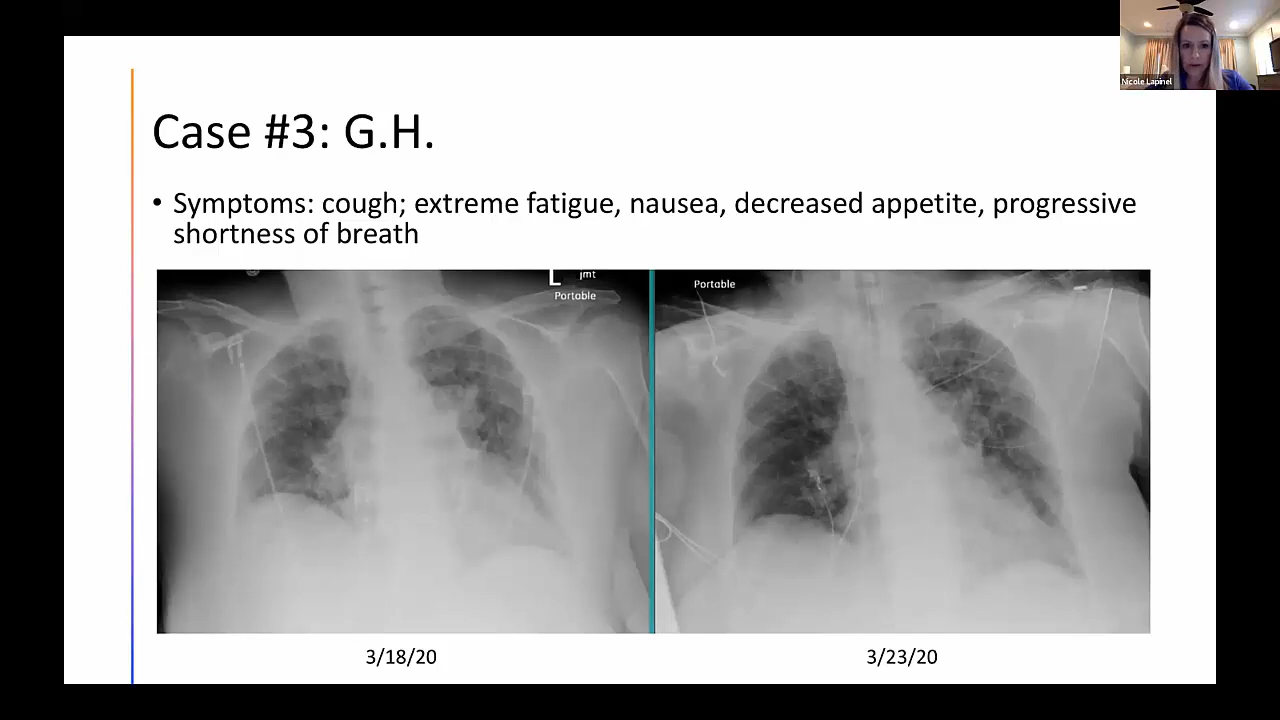 Nicole Lapinel
Case #3: G.H.
• Symptoms: cough; extreme fatigue, nausea, decreased appetite, progressive
shortness of breath
L
jmt
Portable
Portable
3/18/20
3/23/20